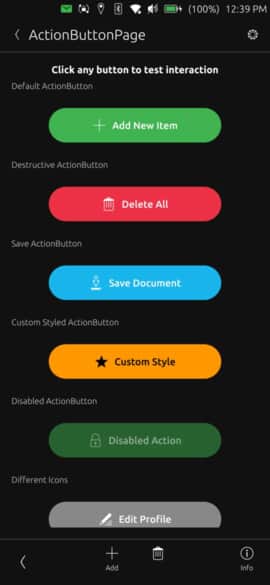 (100%) 12:39 PM
ActionButtonPage
Click any button to test interaction
Default ActionButton
Add New Item
Destructive ActionButton
Delete All
Save ActionButton
Save Document
Custom Styled ActionButton
Custom Style
Disabled ActionButton
Disabled Action
Different Icons
Edit Profile
Add
Info